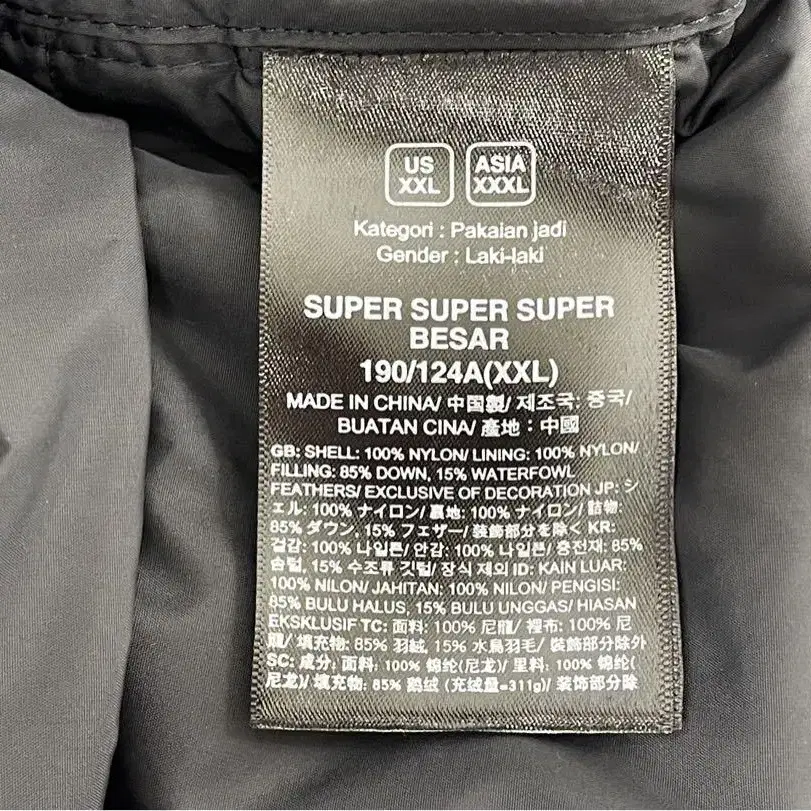 US
XXL
ASIA
XXXL
Kategori : Pakaian jadi
Gender : Laki-laki
SUPER SUPER SUPER
BESAR
190/124A(XXL)
MADE IN CHINA/ 中国製/ 제조국: 중국/
BUATAN CINA/ 產地：中國
GB: SHELL: 100% NYLON/ LINING: 100% NYLON/
FILLING: 85% DOWN, 15% WATERFOWL
FEATHERS/ EXCLUSIVE OF DECORATION JP: シ
ェル: 100% ナイロン/ 裏地: 100% ナイロン/ 詰物:
85% ダウン, 15% フェザー/ 装飾部分を除く KR:
겉감: 100% 나일론/ 안감: 100% 나일론/ 충전재: 85%
솜털, 15% 수조류 깃털/ 장식 제외 ID: KAIN LUAR:
100% NILON/ JAHITAN: 100% NILON/ PENGISI:
85% BULU HALUS, 15% BULU UNGGAS/ HIASAN
EKSKLUSIF TC: 面料: 100% 尼龍/ 裡布: 100% 尼
龍/ 填充物: 85% 羽絨, 15% 水鳥羽毛/ 裝飾部分除外
SC: 成分: 面料: 100% 锦纶(尼龙)/ 里料: 100% 锦纶(
尼龙)/ 填充物: 85% 鹅绒 (充绒量=311g)/ 装饰部分除